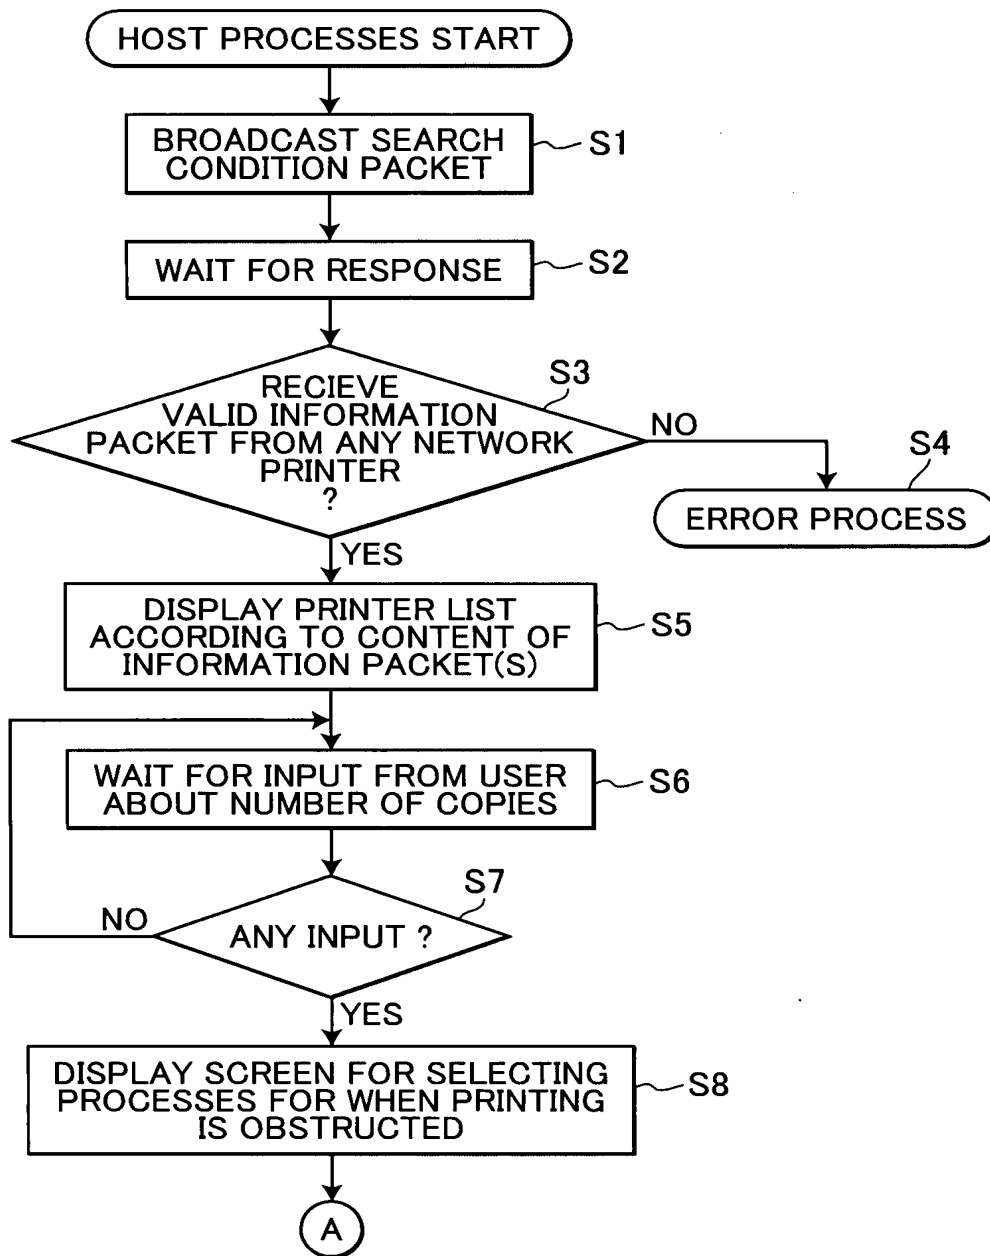 HOST PROCESSES START
BROADCAST SEARCH
CONDITION PACKET
S1
WAIT FOR RESPONSE
S2
RECIEVE
VALID INFORMATION
PACKET FROM ANY NETWORK
PRINTER
?
S3
NO
S4
ERROR PROCESS
YES
DISPLAY PRINTER LIST
ACCORDING TO CONTENT OF
INFORMATION PACKET(S)
S5
WAIT FOR INPUT FROM USER
ABOUT NUMBER OF COPIES
S6
S7
NO
ANY INPUT ?
YES
DISPLAY SCREEN FOR SELECTING
PROCESSES FOR WHEN PRINTING
IS OBSTRUCTED
S8
A